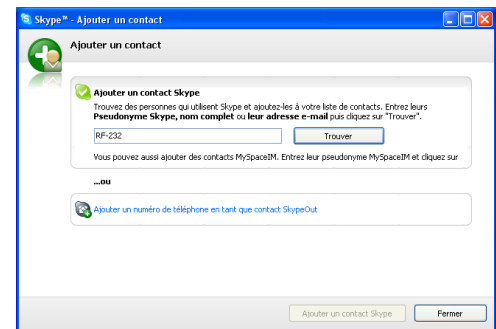 Skype™ - Ajouter un contact
Ajouter un contact
Ajouter un contact Skype
Trouvez des personnes qui utilisent Skype et ajoutez-les à votre liste de contacts. Entrez leurs
Pseudonyme Skype, nom complet ou leur adresse e-mail puis cliquez sur "Trouver".
RF-232
Trouver
Vous pouvez aussi ajouter des contacts MySpaceIM. Entrez leur pseudonyme MySpaceIM et cliquez sur
...ou
Ajouter un numéro de téléphone en tant que contact SkypeOut
Ajouter un contact Skype
Fermer